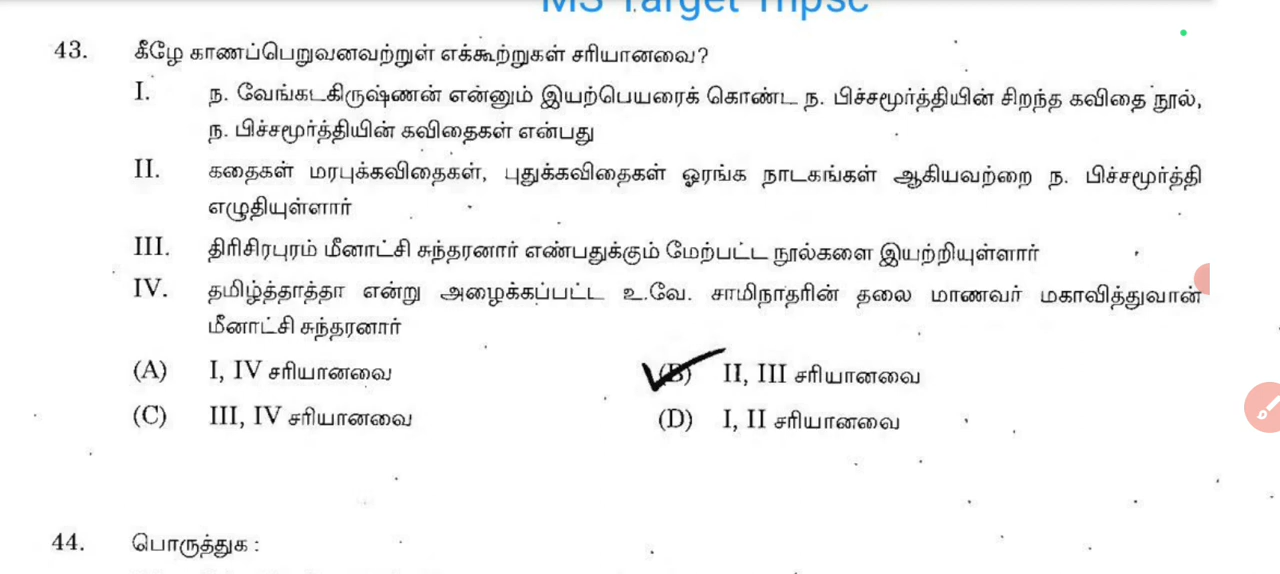 MS Target Tnpsc
43. கீழே காணப்பெறுவனவற்றுள் எக்கூற்றுகள் சரியானவை?
I. ந. வேங்கடகிருஷ்ணன் என்னும் இயற்பெயரைக் கொண்ட ந. பிச்சமூர்த்தியின் சிறந்த கவிதை நூல்,
ந. பிச்சமூர்த்தியின் கவிதைகள் என்பது
II. கதைகள் மரபுக்கவிதைகள், புதுக்கவிதைகள் ஓரங்க நாடகங்கள் ஆகியவற்றை ந. பிச்சமூர்த்தி
எழுதியுள்ளார்
III. திரிசிரபுரம் மீனாட்சி சுந்தரனார் எண்பதுக்கும் மேற்பட்ட நூல்களை இயற்றியுள்ளார்
IV. தமிழ்த்தாத்தா என்று அழைக்கப்பட்ட உ.வே. சாமிநாதரின் தலை மாணவர் மகாவித்துவான்
மீனாட்சி சுந்தரனார்
(A) I, IV சரியானவை (B) II, III சரியானவை
(C) III, IV சரியானவை (D) I, II சரியானவை
44. பொருத்துக :